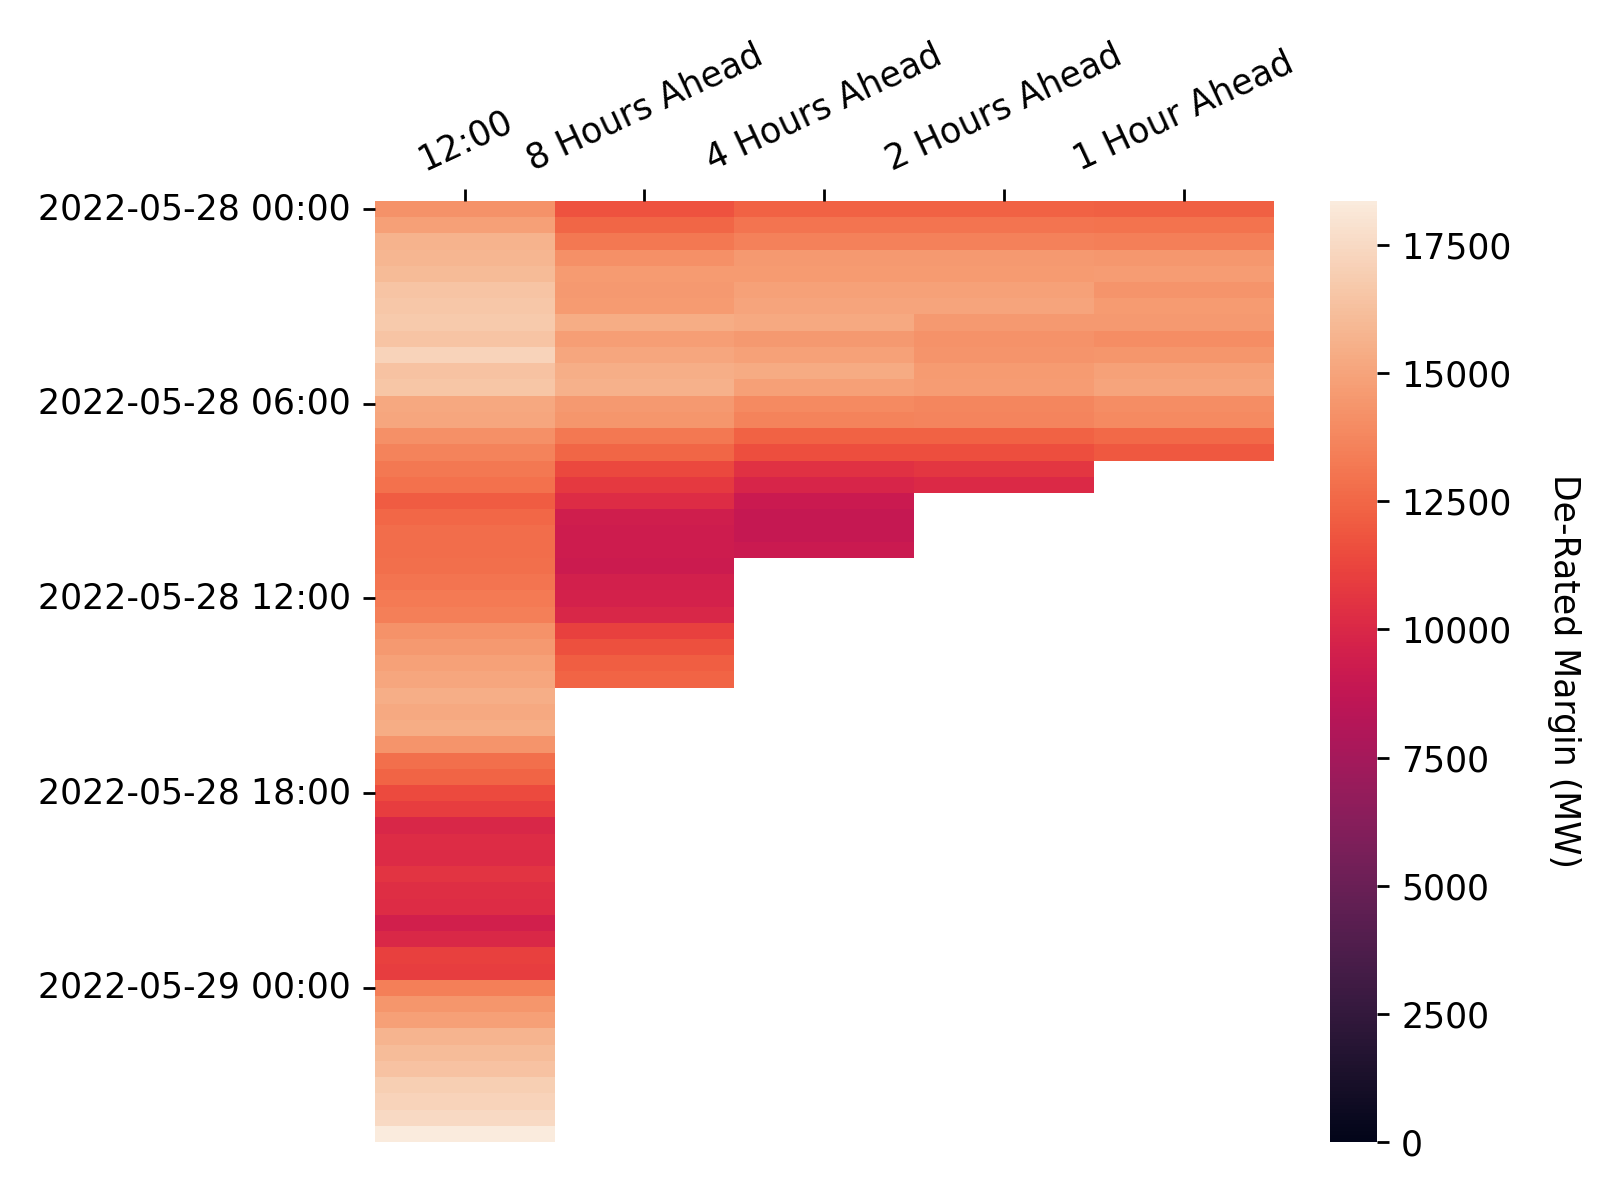 12:00
8 Hours Ahead
4 Hours Ahead
2 Hours Ahead
1 Hour Ahead
2022-05-28 00:00
2022-05-28 06:00
2022-05-28 12:00
2022-05-28 18:00
2022-05-29 00:00
17500
15000
12500
10000
7500
5000
2500
0
De-Rated Margin (MW)